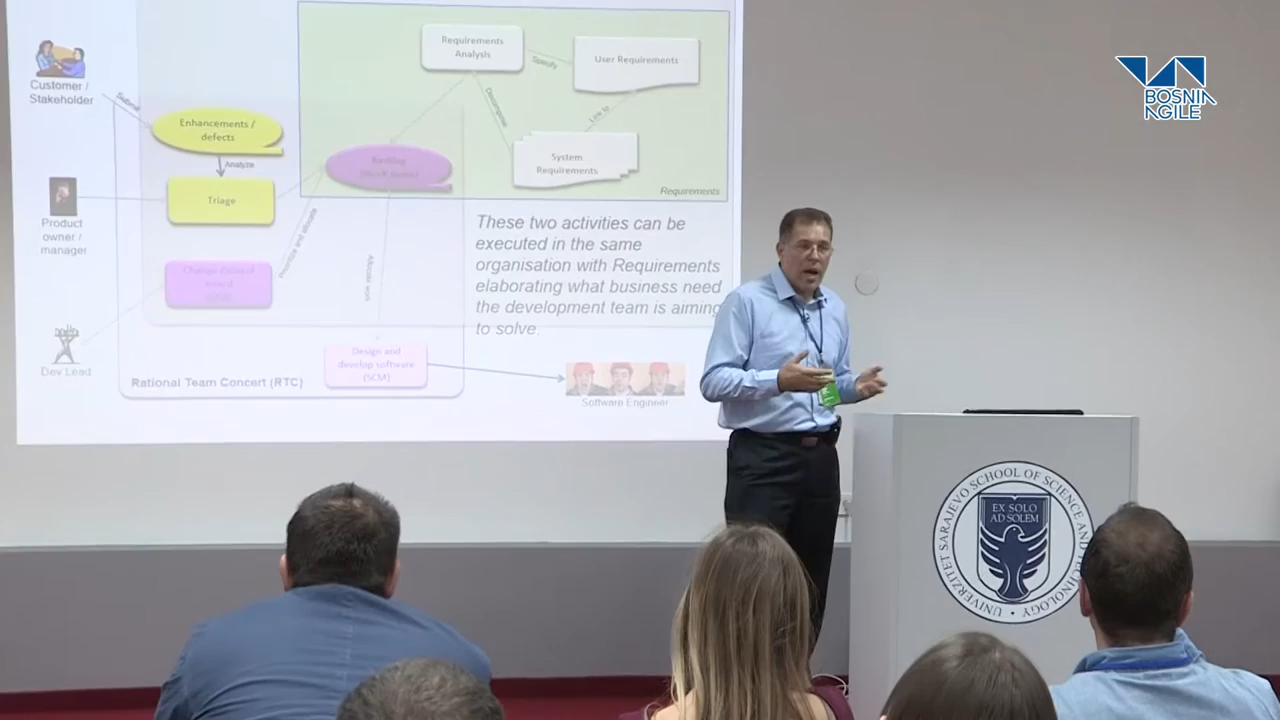 Requirements
Analysis
Specify
User Requirements
Customer /
Stakeholder
Submit
Enhancements /
defects
Decompose
Link to
Analyze
System
Requirements
Backlog
Requirements
Triage
Product
owner /
manager
Prioritize and allocate
Allocate work
These two activities can be
executed in the same
organisation with Requirements
elaborating what business need
the development team is aiming
to solve.
Dev Lead
Design and
develop software
(SCM)
Rational Team Concert (RTC)
Software Engineer
BOSNIA
AGILE
UNIVERZITET SARAJEVO SCHOOL OF SCIENCE AND TECHNOLOGY
EX SOLO
AD SOLEM